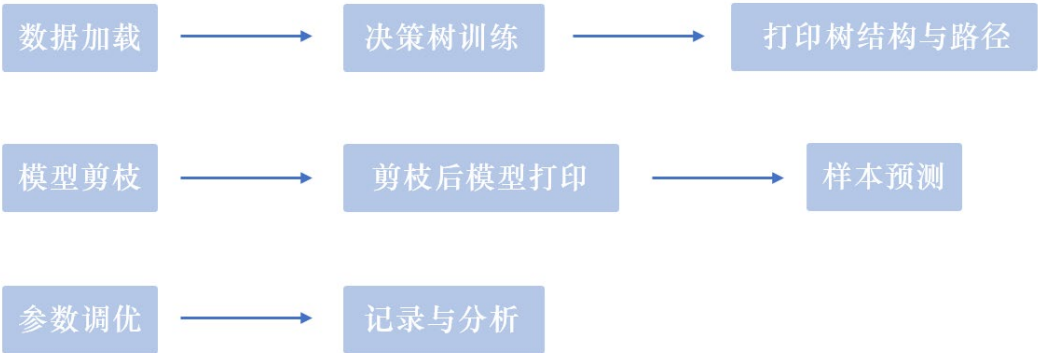 数据加载
决策树训练
打印树结构与路径
模型剪枝
剪枝后模型打印
样本预测
参数调优
记录与分析